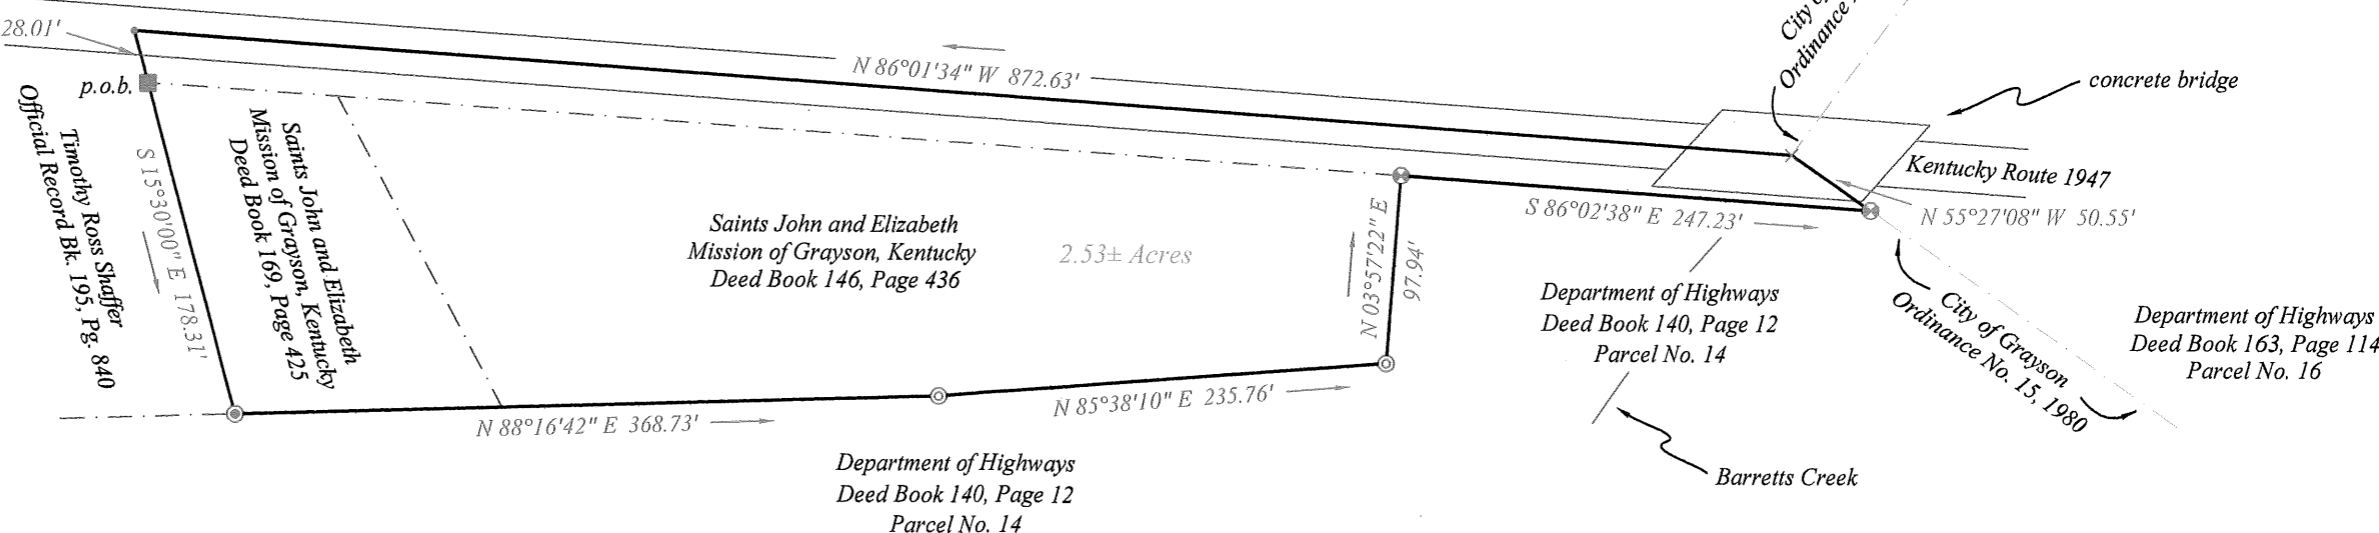 28.01'
p.o.b.
N 86°01'34" W 872.63'
City of
Ordinance
concrete bridge
Kentucky Route 1947
N 55°27'08" W 50.55'
S 86°02'38" E 247.23'
Timothy Ross Shaffer
Official Record Bk. 195, Pg. 840
S 15°30'00" E 178.31'
Saints John and Elizabeth
Mission of Grayson, Kentucky
Deed Book 169, Page 425
Saints John and Elizabeth
Mission of Grayson, Kentucky
Deed Book 146, Page 436
2.53± Acres
N 03°57'22" E
97.94'
Department of Highways
Deed Book 140, Page 12
Parcel No. 14
City of Grayson
Ordinance No. 15, 1980
Department of Highways
Deed Book 163, Page 114
Parcel No. 16
N 88°16'42" E 368.73'
N 85°38'10" E 235.76'
Department of Highways
Deed Book 140, Page 12
Parcel No. 14
Barretts Creek